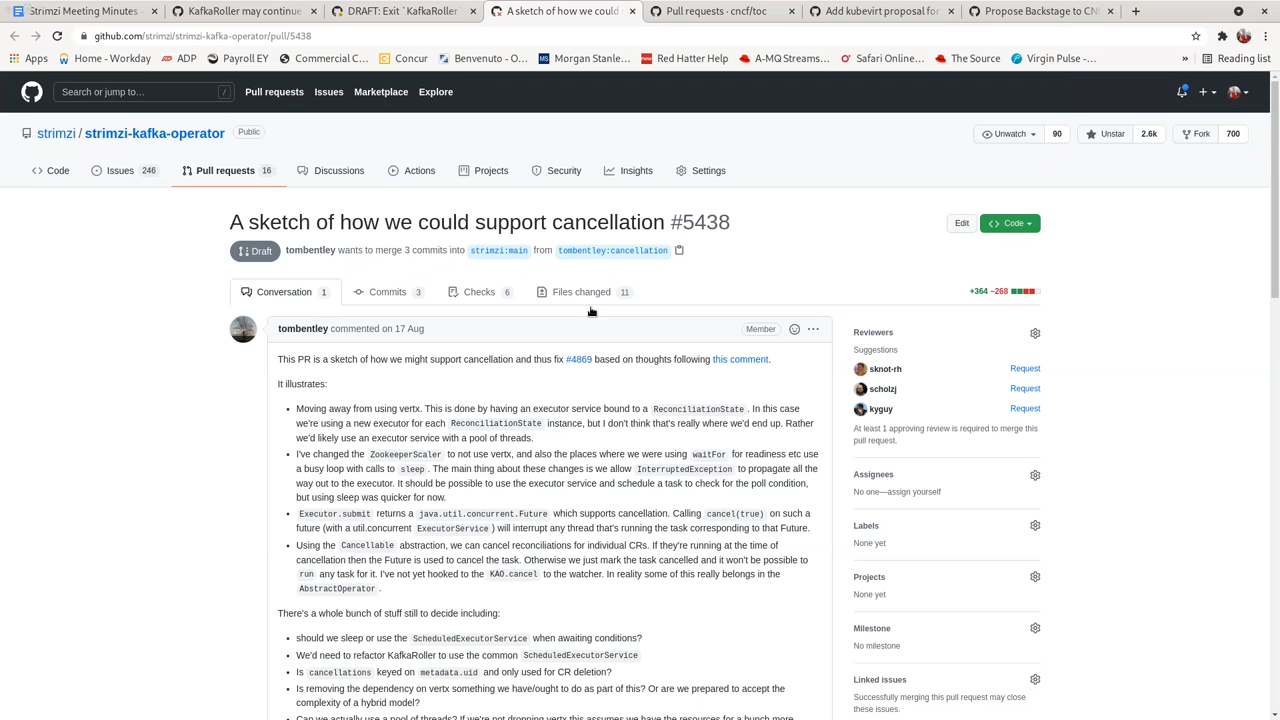 Strimzi Meeting Minutes -
KafkaRoller may continue
DRAFT: Exit `KafkaRoller`
A sketch of how we could
Pull requests · cncf/toc
Add kubevirt proposal for
Propose Backstage to CN
github.com/strimzi/strimzi-kafka-operator/pull/5438
Apps
Home - Workday
ADP
Payroll EY
Commercial C…
Concur
Benvenuto - O…
Morgan Stanle…
Red Hatter Help
A-MQ Streams…
Safari Online…
The Source
Virgin Pulse -…
»
Reading list
Search or jump to… /
Pull requests
Issues
Marketplace
Explore
strimzi / strimzi-kafka-operator Public
Unwatch 90
Unstar 2.6k
Fork 700
Code
Issues 246
Pull requests 16
Discussions
Actions
Projects
Security
Insights
Settings
A sketch of how we could support cancellation #5438
Edit
Code
Draft
tombentley wants to merge 3 commits into strimzi:main from tombentley:cancellation
Conversation 1
Commits 3
Checks 6
Files changed 11
+364 −268
tombentley commented on 17 Aug
Member
This PR is a sketch of how we might support cancellation and thus fix #4869 based on thoughts following this comment.
It illustrates:
• Moving away from using vertx. This is done by having an executor service bound to a ReconciliationState. In this case
we're using a new executor for each ReconciliationState instance, but I don't think that's really where we'd end up. Rather
we'd likely use an executor service with a pool of threads.
• I've changed the ZookeeperScaler to not use vertx, and also the places where we were using waitFor for readiness etc use
a busy loop with calls to sleep. The main thing about these changes is we allow InterruptedException to propagate all the
way out to the executor. It should be possible to use the executor service and schedule a task to check for the poll condition,
but using sleep was quicker for now.
• Executor.submit returns a java.util.concurrent.Future which supports cancellation. Calling cancel(true) on such a
future (with a util.concurrent ExecutorService) will interrupt any thread that's running the task corresponding to that Future.
• Using the Cancellable abstraction, we can cancel reconciliations for individual CRs. If they're running at the time of
cancellation then the Future is used to cancel the task. Otherwise we just mark the task cancelled and it won't be possible to
run any task for it. I've not yet hooked to the KAO.cancel to the watcher. In reality some of this really belongs in the
AbstractOperator.
There's a whole bunch of stuff still to decide including:
• should we sleep or use the ScheduledExecutorService when awaiting conditions?
• We'd need to refactor KafkaRoller to use the common ScheduledExecutorService
• Is cancellations keyed on metadata.uid and only used for CR deletion?
• Is removing the dependency on vertx something we have/ought to do as part of this? Or are we prepared to accept the
complexity of a hybrid model?
• Can we actually use a pool of threads? If we're not dropping vertx this assumes we have the resources for a bunch more
Reviewers
Suggestions
sknot-rh Request
scholzj Request
kyguy Request
At least 1 approving review is required to merge this
pull request.
Assignees
No one—assign yourself
Labels
None yet
Projects
None yet
Milestone
No milestone
Linked issues
Successfully merging this pull request may close
these issues.